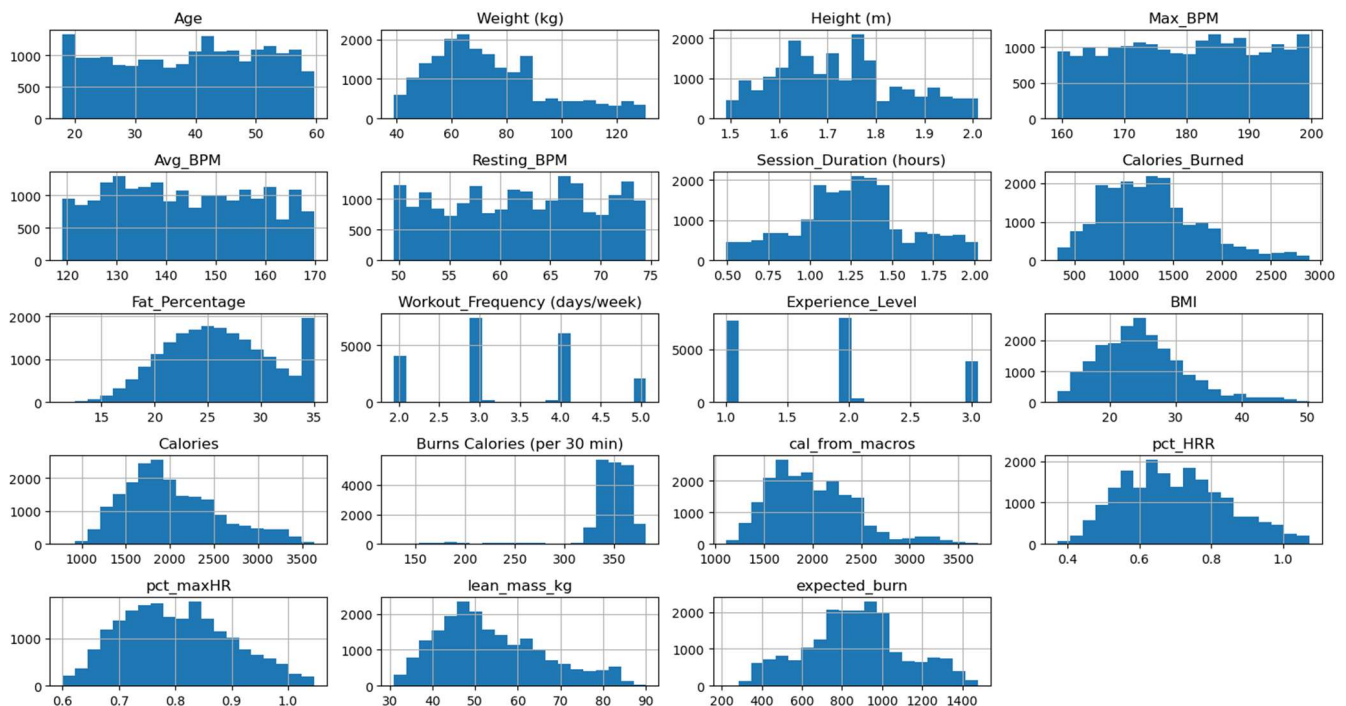 Age Weight (kg) Height (m) Max_BPM
1000 2000 2000 1000
500 1000 1000 500
0 0 0 0
20 30 40 50 60 40 60 80 100 120 1.5 1.6 1.7 1.8 1.9 2.0 160 170 180 190 200
Avg_BPM Resting_BPM Session_Duration (hours) Calories_Burned
1000 1000 2000 2000
500 500 1000 1000
0 0 0 0
120 130 140 150 160 170 50 55 60 65 70 75 0.50 0.75 1.00 1.25 1.50 1.75 2.00 500 1000 1500 2000 2500 3000
Fat_Percentage Workout_Frequency (days/week) Experience_Level BMI
2000 5000 5000 2000
1000 0 0 1000
0 0
15 20 25 30 35 2.0 2.5 3.0 3.5 4.0 4.5 5.0 1.0 1.5 2.0 2.5 3.0 20 30 40 50
Calories Burns Calories (per 30 min) cal_from_macros pct_HRR
2000 4000 2000 2000
1000 2000 1000 1000
0 0 0 0
1000 1500 2000 2500 3000 3500 150 200 250 300 350 1000 1500 2000 2500 3000 3500 0.4 0.6 0.8 1.0
pct_maxHR lean_mass_kg expected_burn
1000 2000 2000
0 1000 1000
0 0
0.6 0.7 0.8 0.9 1.0 30 40 50 60 70 80 90 200 400 600 800 1000 1200 1400